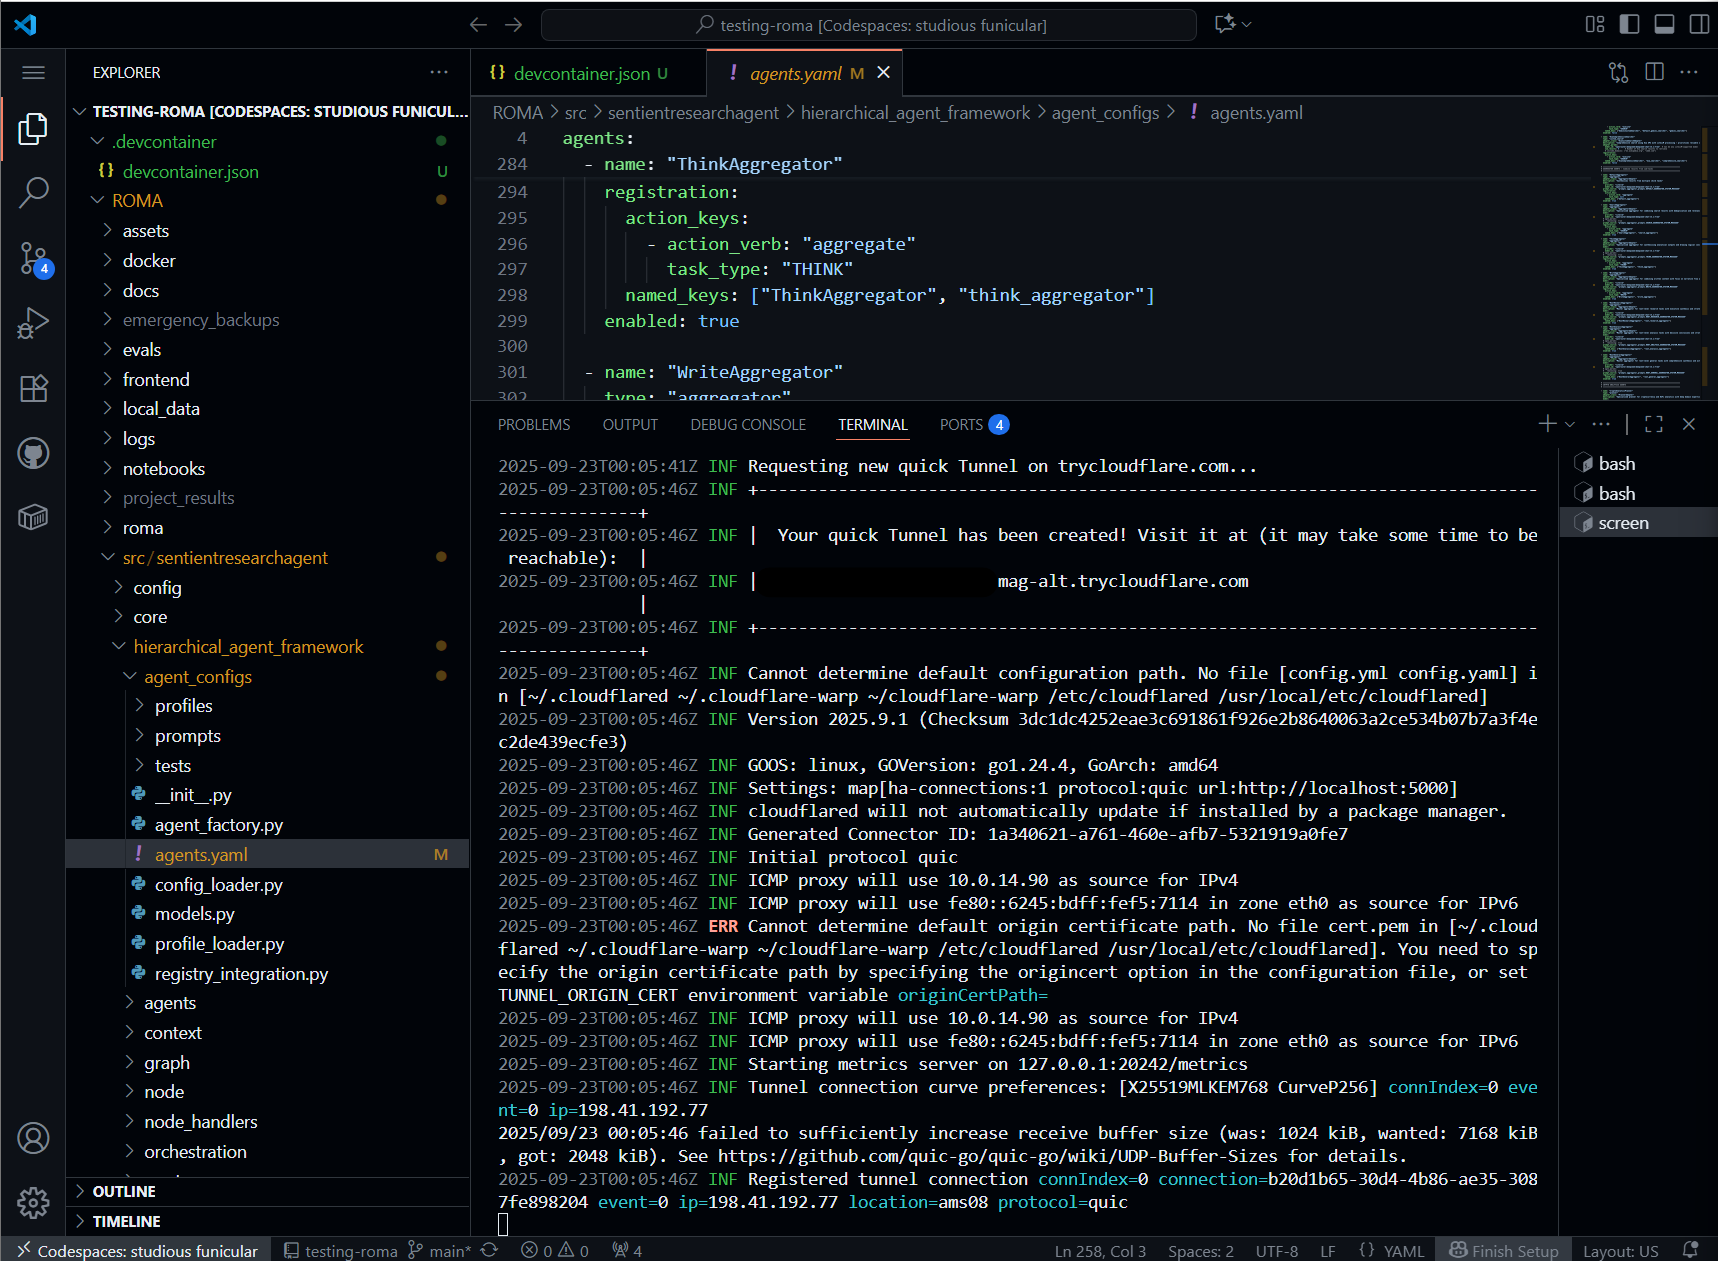 testing-roma [Codespaces: studious funicular]
EXPLORER
TESTING-ROMA [CODESPACES: STUDIOUS FUNICUL...
.devcontainer
{} devcontainer.json U
ROMA
assets
docker
docs
emergency_backups
evals
frontend
local_data
logs
notebooks
project_results
roma
src/sentientresearchagent
config
core
hierarchical_agent_framework
agent_configs
profiles
prompts
tests
__init__.py
agent_factory.py
! agents.yaml M
config_loader.py
models.py
profile_loader.py
registry_integration.py
agents
context
graph
node
node_handlers
orchestration
OUTLINE
TIMELINE
4
{} devcontainer.json U
! agents.yaml M
ROMA > src > sentientresearchagent > hierarchical_agent_framework > agent_configs > ! agents.yaml
4 agents:
284 - name: "ThinkAggregator"
294 registration:
295 action_keys:
296 - action_verb: "aggregate"
297 task_type: "THINK"
298 named_keys: ["ThinkAggregator", "think_aggregator"]
299 enabled: true
300
301 - name: "WriteAggregator"
302 type: "aggregator"
PROBLEMS OUTPUT DEBUG CONSOLE TERMINAL PORTS 4
2025-09-23T00:05:41Z INF Requesting new quick Tunnel on trycloudflare.com...
2025-09-23T00:05:46Z INF +------------------------------------------------------------------------------
--------------+
2025-09-23T00:05:46Z INF |  Your quick Tunnel has been created! Visit it at (it may take some time to be
reachable):  |
2025-09-23T00:05:46Z INF | mag-alt.trycloudflare.com
|
2025-09-23T00:05:46Z INF +------------------------------------------------------------------------------
--------------+
2025-09-23T00:05:46Z INF Cannot determine default configuration path. No file [config.yml config.yaml] i
n [~/.cloudflared ~/.cloudflare-warp ~/cloudflare-warp /etc/cloudflared /usr/local/etc/cloudflared]
2025-09-23T00:05:46Z INF Version 2025.9.1 (Checksum 3dc1dc4252eae3c691861f926e2b8640063a2ce534b07b7a3f4e
c2de439ecfe3)
2025-09-23T00:05:46Z INF GOOS: linux, GOVersion: go1.24.4, GoArch: amd64
2025-09-23T00:05:46Z INF Settings: map[ha-connections:1 protocol:quic url:http://localhost:5000]
2025-09-23T00:05:46Z INF cloudflared will not automatically update if installed by a package manager.
2025-09-23T00:05:46Z INF Generated Connector ID: 1a340621-a761-460e-afb7-5321919a0fe7
2025-09-23T00:05:46Z INF Initial protocol quic
2025-09-23T00:05:46Z INF ICMP proxy will use 10.0.14.90 as source for IPv4
2025-09-23T00:05:46Z INF ICMP proxy will use fe80::6245:bdff:fef5:7114 in zone eth0 as source for IPv6
2025-09-23T00:05:46Z ERR Cannot determine default origin certificate path. No file cert.pem in [~/.cloud
flared ~/.cloudflare-warp ~/cloudflare-warp /etc/cloudflared /usr/local/etc/cloudflared]. You need to sp
ecify the origin certificate path by specifying the origincert option in the configuration file, or set
TUNNEL_ORIGIN_CERT environment variable originCertPath=
2025-09-23T00:05:46Z INF ICMP proxy will use 10.0.14.90 as source for IPv4
2025-09-23T00:05:46Z INF ICMP proxy will use fe80::6245:bdff:fef5:7114 in zone eth0 as source for IPv6
2025-09-23T00:05:46Z INF Starting metrics server on 127.0.0.1:20242/metrics
2025-09-23T00:05:46Z INF Tunnel connection curve preferences: [X25519MLKEM768 CurveP256] connIndex=0 eve
nt=0 ip=198.41.192.77
2025/09/23 00:05:46 failed to sufficiently increase receive buffer size (was: 1024 kiB, wanted: 7168 kiB
, got: 2048 kiB). See https://github.com/quic-go/quic-go/wiki/UDP-Buffer-Sizes for details.
2025-09-23T00:05:46Z INF Registered tunnel connection connIndex=0 connection=b20d1b65-30d4-4b86-ae35-308
7fe898204 event=0 ip=198.41.192.77 location=ams08 protocol=quic
bash
bash
screen
Codespaces: studious funicular testing-roma main* 0 0 4 Ln 258, Col 3 Spaces: 2 UTF-8 LF {} YAML Finish Setup Layout: US